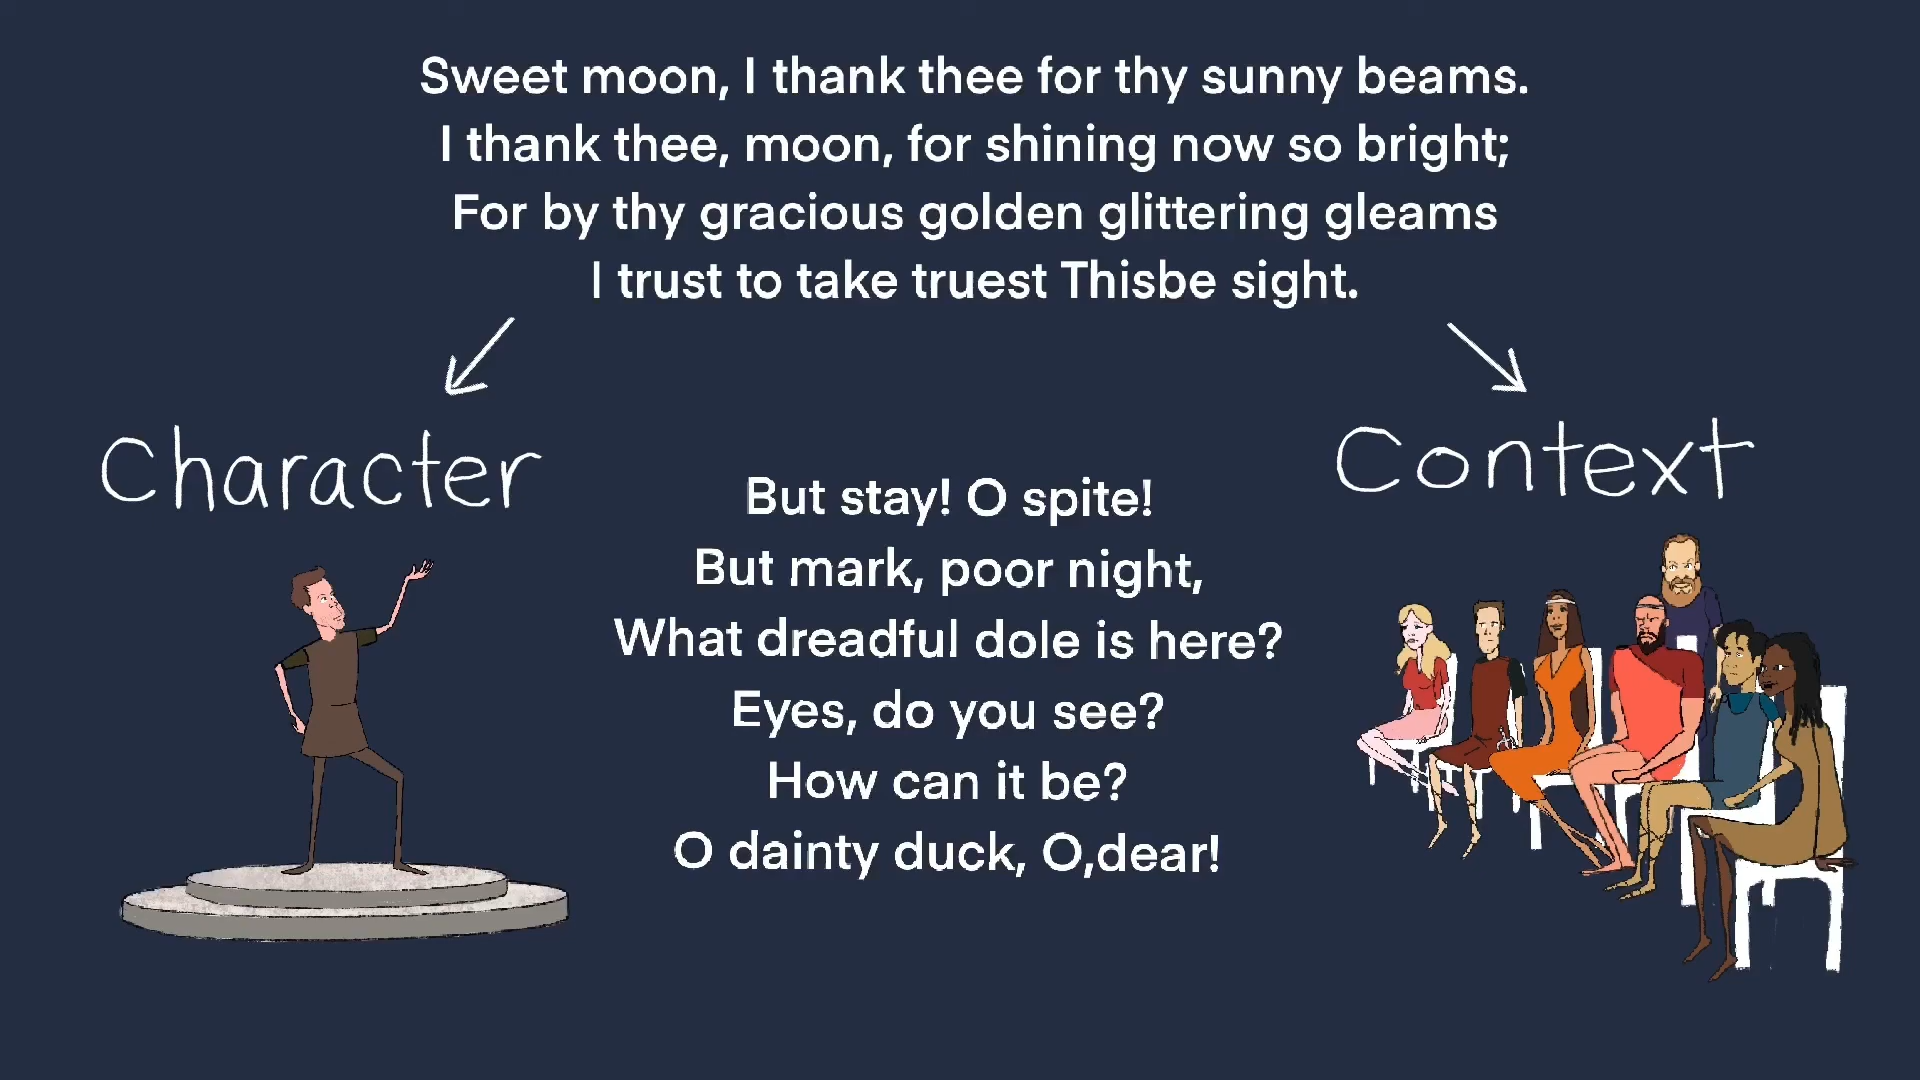 Sweet moon, I thank thee for thy sunny beams.
I thank thee, moon, for shining now so bright;
For by thy gracious golden glittering gleams
I trust to take truest Thisbe sight.
Character
Context
But stay! O spite!
But mark, poor night,
What dreadful dole is here?
Eyes, do you see?
How can it be?
O dainty duck, O,dear!